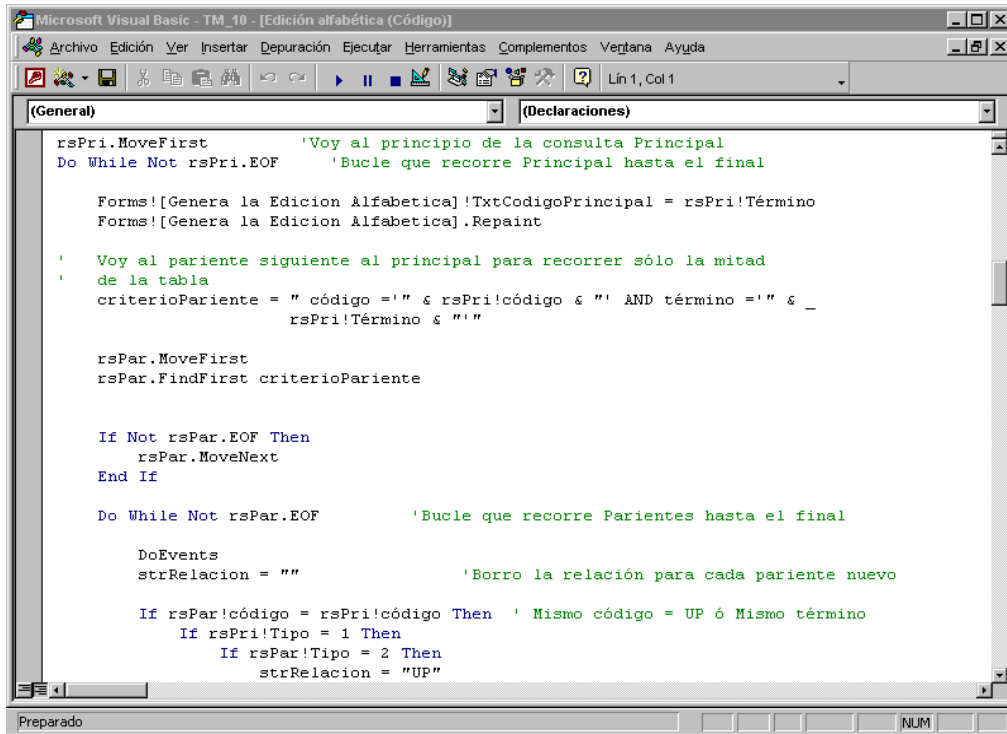 Microsoft Visual Basic - TM_10 - [Edición alfabética (Código)]
Archivo Edición Ver Insertar Depuración Ejecutar Herramientas Complementos Ventana Ayuda
Lín 1, Col 1
(General) (Declaraciones)
rsPri.MoveFirst 'Voy al principio de la consulta Principal
Do While Not rsPri.EOF 'Bucle que recorre Principal hasta el final
Forms![Genera la Edicion Alfabetica]!TxtCodigoPrincipal = rsPri!Término
Forms![Genera la Edicion Alfabetica].Repaint
' Voy al pariente siguiente al principal para recorrer sólo la mitad
' de la tabla
criterioPariente = " código ='" & rsPri!código & "' AND término ='" & _
rsPri!Término & "'"
rsPar.MoveFirst
rsPar.FindFirst criterioPariente
If Not rsPar.EOF Then
rsPar.MoveNext
End If
Do While Not rsPar.EOF 'Bucle que recorre Parientes hasta el final
DoEvents
strRelacion = "" 'Borro la relación para cada pariente nuevo
If rsPar!código = rsPri!código Then ' Mismo código = UP ó Mismo término
If rsPri!Tipo = 1 Then
If rsPar!Tipo = 2 Then
strRelacion = "UP"
Preparado NUM